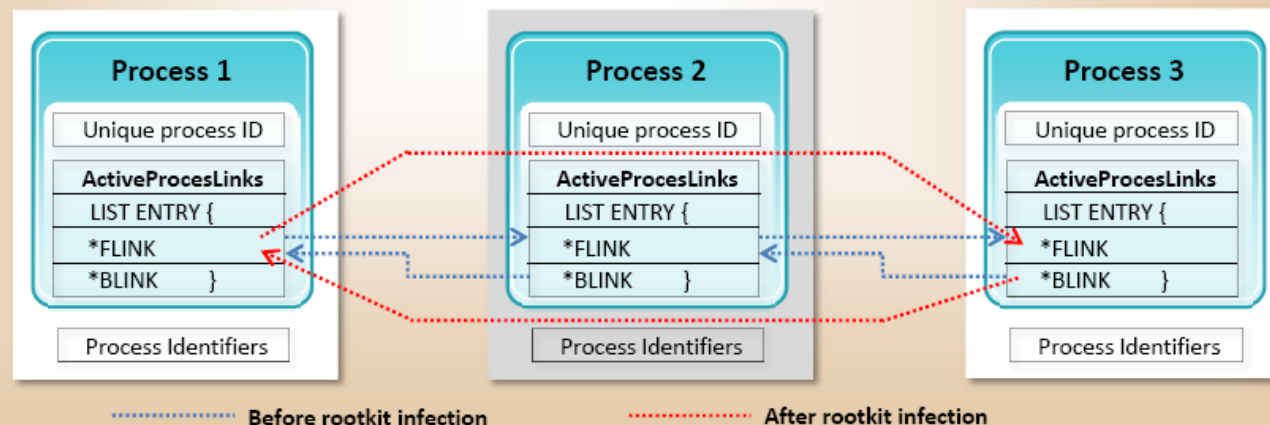 Process 1
Unique process ID
ActiveProcesLinks
LIST ENTRY {
*FLINK
*BLINK }
Process Identifiers
Process 2
Unique process ID
ActiveProcesLinks
LIST ENTRY {
*FLINK
*BLINK }
Process Identifiers
Process 3
Unique process ID
ActiveProcesLinks
LIST ENTRY {
*FLINK
*BLINK }
Process Identifiers
Before rootkit infection
After rootkit infection